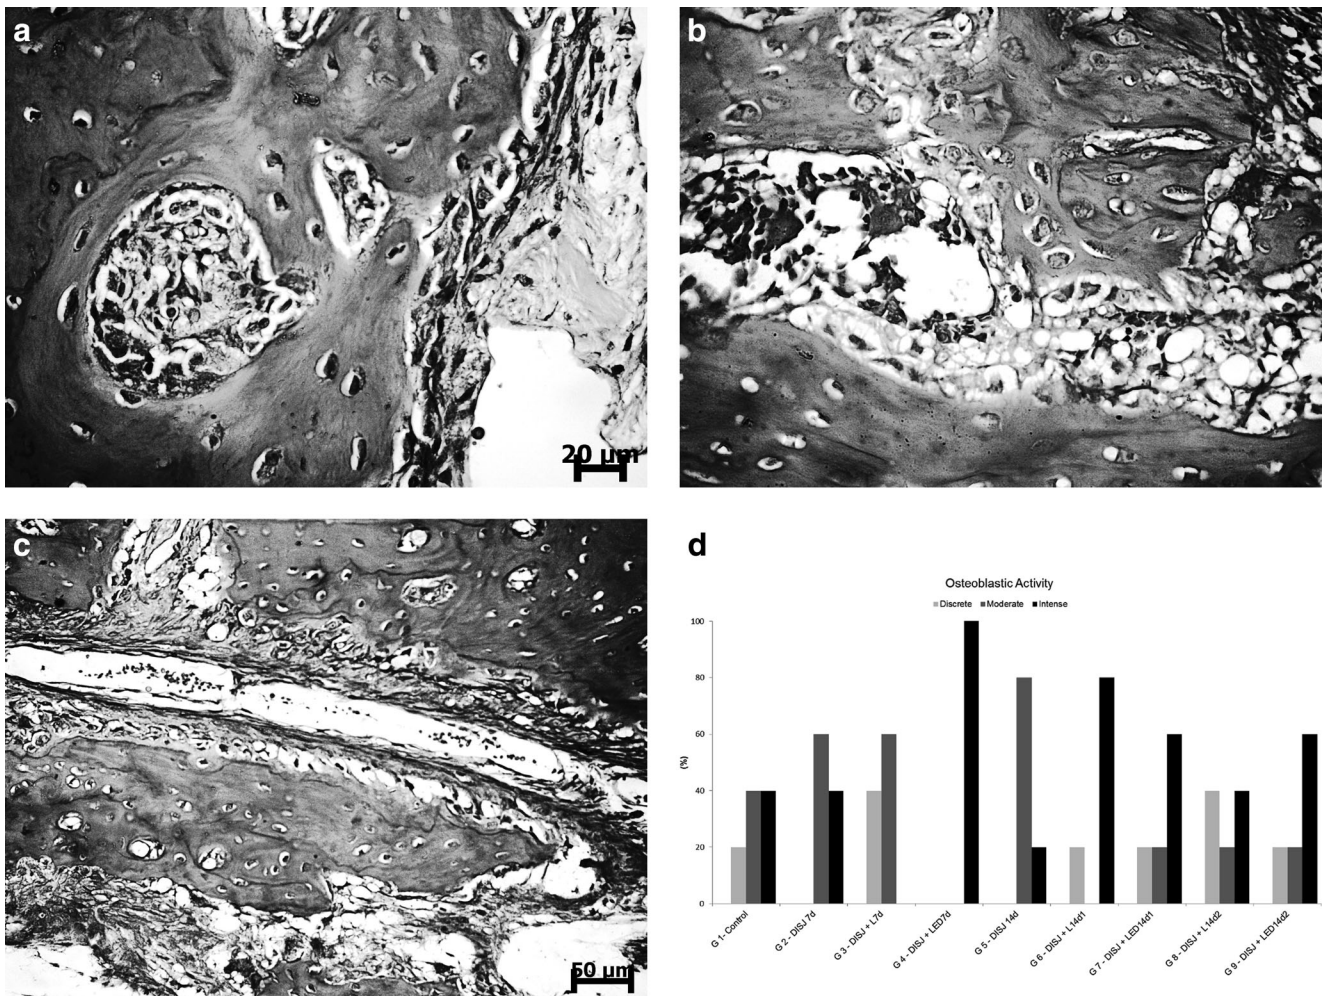 a
b
20 µm
c
50 µm
d
Osteoblastic Activity
Discrete Moderate Intense
100
80
60
40
20
0
(%)
G 1- Control
G 2 - DISJ 7d
G 3 – DISJ + L7d
G 4 – DISJ + LED7d
G 5 – DISJ 14d
G 6 - DISJ + L14d1
G 7 - DISJ + LED14d1
G 8 - DISJ + L14d2
G 9 - DISJ + LED14d2